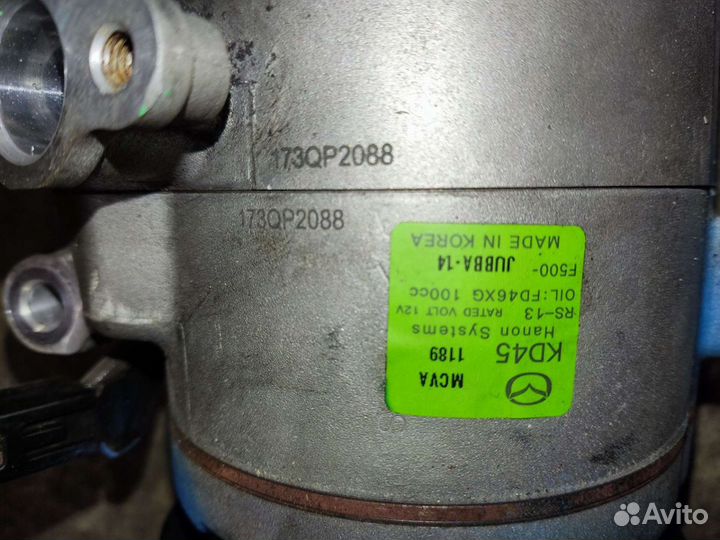 173QP2088
173QP2088
MCVA
KD45 1189
Hanon Systems
RS-13 RATED VOLT 12V
OIL:FD46XG 100cc
F500- JUBBA-14
MADE IN KOREA
Avito